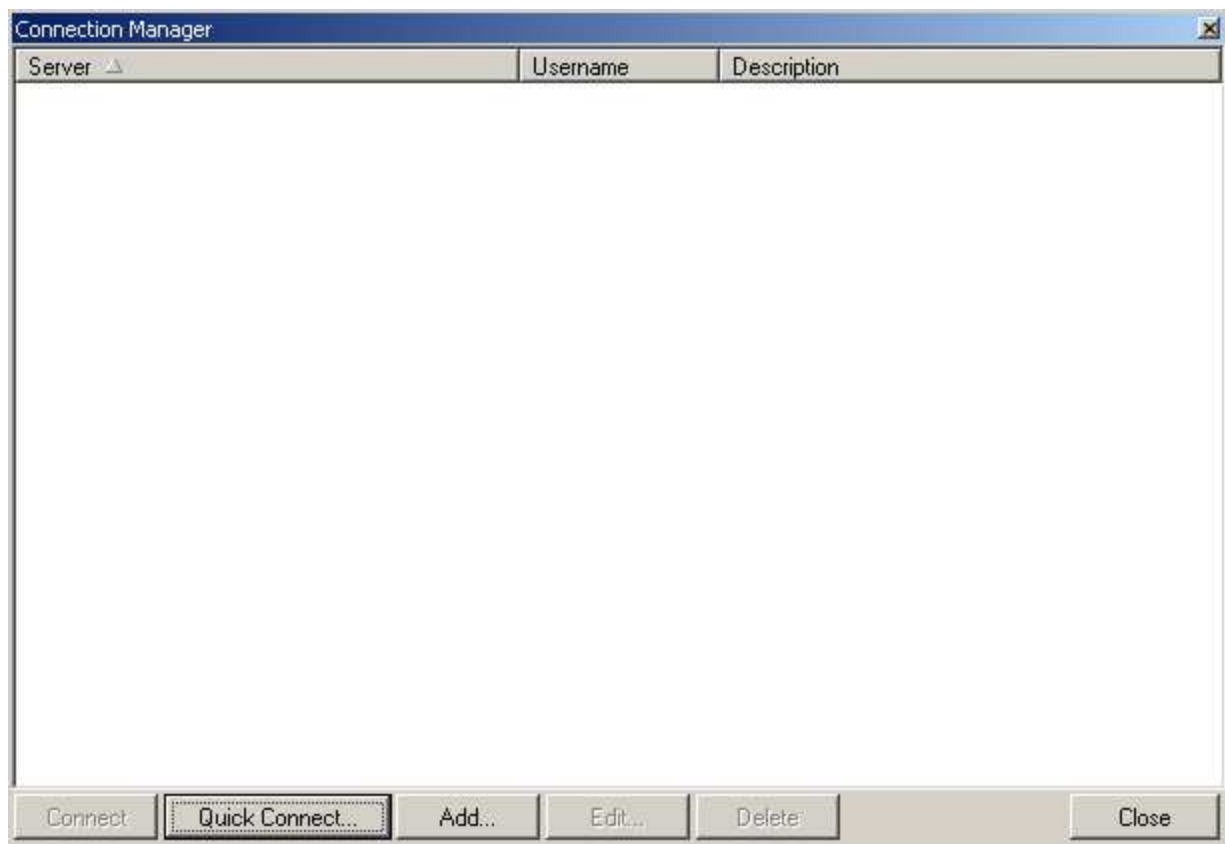 Connection Manager
Server Username Description
Connect Quick Connect... Add... Edit... Delete Close